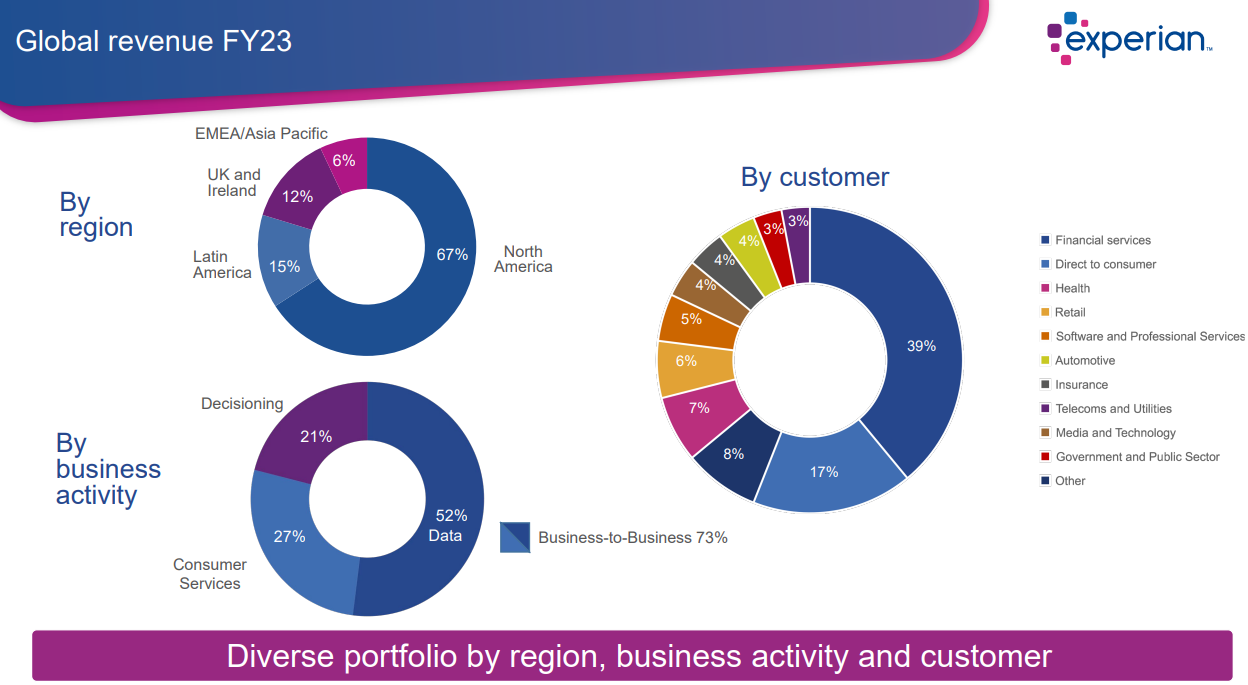 Global revenue FY23
experian™
By
region
EMEA/Asia Pacific
6%
UK and
Ireland
12%
Latin
America
15%
67%
North
America
By
business
activity
Decisioning
21%
52%
Data
27%
Consumer
Services
Business-to-Business 73%
By customer
3%
3%
4%
4%
4%
5%
6%
7%
8%
17%
39%
Financial services
Direct to consumer
Health
Retail
Software and Professional Services
Automotive
Insurance
Telecoms and Utilities
Media and Technology
Government and Public Sector
Other
Diverse portfolio by region, business activity and customer